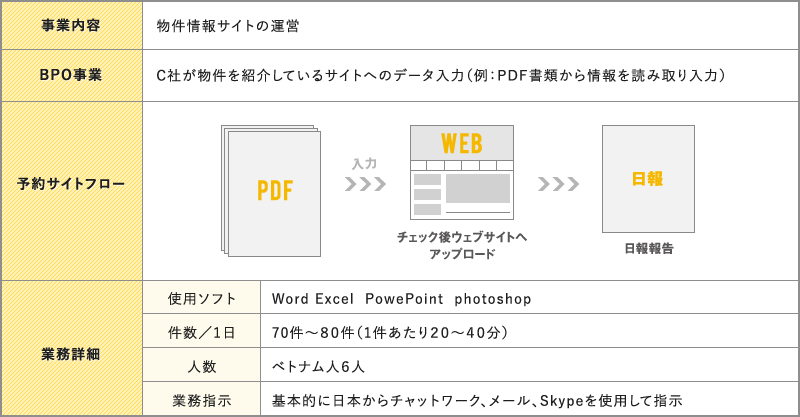 事業内容
物件情報サイトの運営
BPO事業
C社が物件を紹介しているサイトへのデータ入力（例：PDF書類から情報を読み取り入力）
予約サイトフロー
PDF
入力
WEB
チェック後ウェブサイトへ
アップロード
日報
日報報告
業務詳細
使用ソフト
Word Excel PowePoint photoshop
件数／1日
70件～80件（1件あたり20～40分）
人数
ベトナム人6人
業務指示
基本的に日本からチャットワーク、メール、Skypeを使用して指示